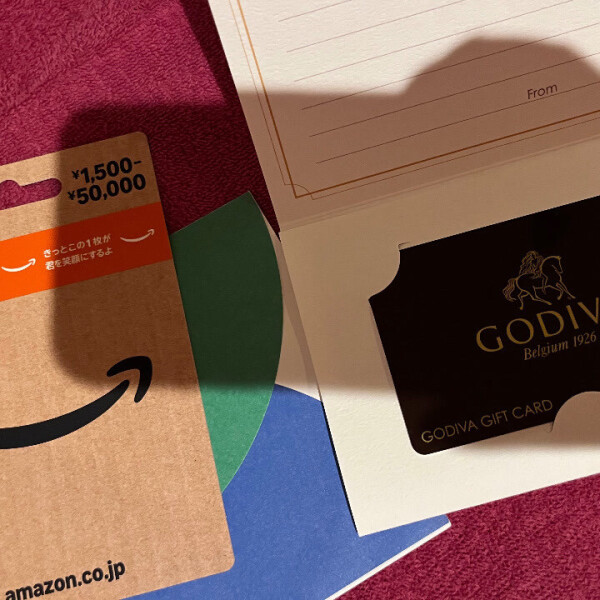 From
¥1,500-
¥50,000
きっとこの1枚が
君を笑顔にするよ
GODIV
Belgium 1926
GODIVA GIFT CARD
amazon.co.jp